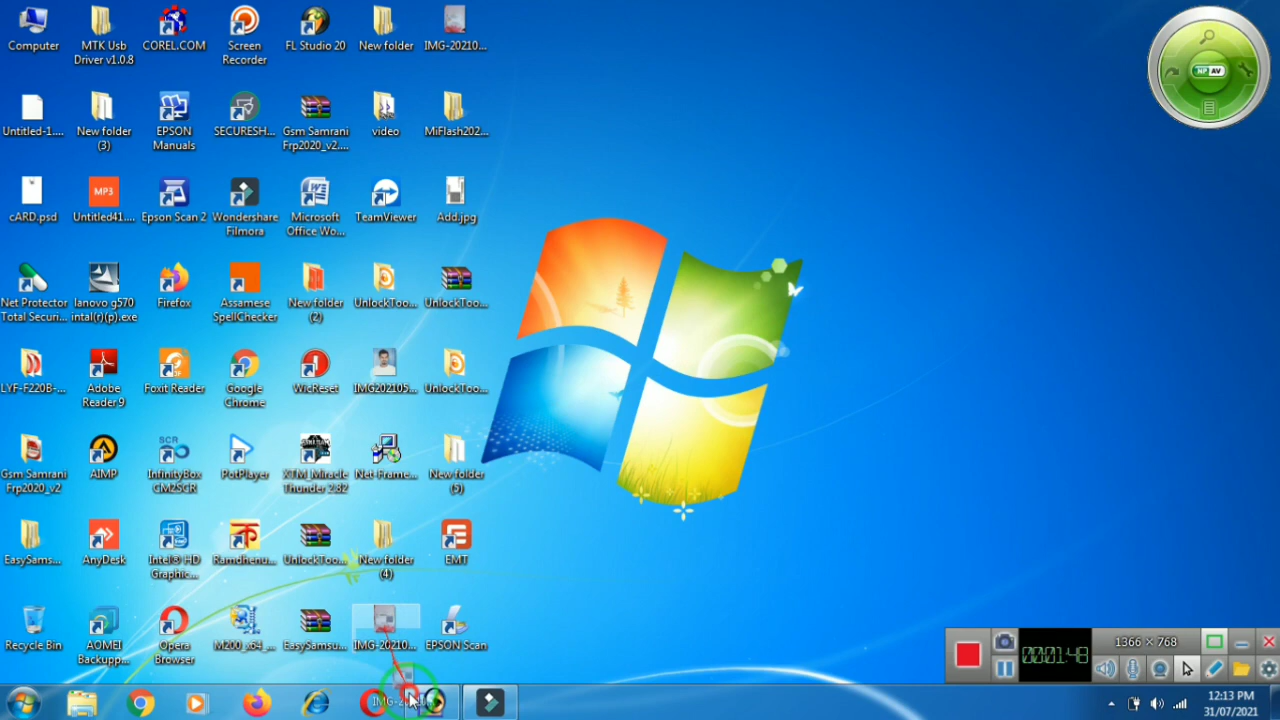 Computer
MTK Usb
Driver v1.0.8
COREL.COM
Screen
Recorder
FL Studio 20
New folder
IMG-20210...
Untitled-1....
New folder
(3)
EPSON
Manuals
SECURESH...
Gsm Samrani
Frp2020_v2....
video
MiFlash202...
cARD.psd
MP3
Untitled41....
Epson Scan 2
Wondershare
Filmora
Microsoft
Office Wo...
TeamViewer
Add.jpg
Net Protector
Total Securi...
lanovo g570
intal(r)(p).exe
Firefox
Assamese
SpellChecker
New folder
(2)
UnlockToo...
UnlockToo...
LYF-F220B-...
Adobe
Reader 9
Foxit Reader
Google
Chrome
WicReset
IMG202105...
UnlockToo...
Gsm Samrani
Frp2020_v2
AIMP
SCR
InfinityBox
CM2SCR
PotPlayer
XTM_Miracle
Thunder 2.82
Net-Frame...
New folder
(5)
EasySams...
AnyDesk
Intel® HD
Graphic...
Ramdhenu...
UnlockToo...
New folder
(4)
EMT
Recycle Bin
AOMEI
Backupp...
Opera
Browser
M200_x64_...
EasySamsu...
IMG-20210...
EPSON Scan
NP AV
00:01:48
1366 × 768
12:13 PM
31/07/2021